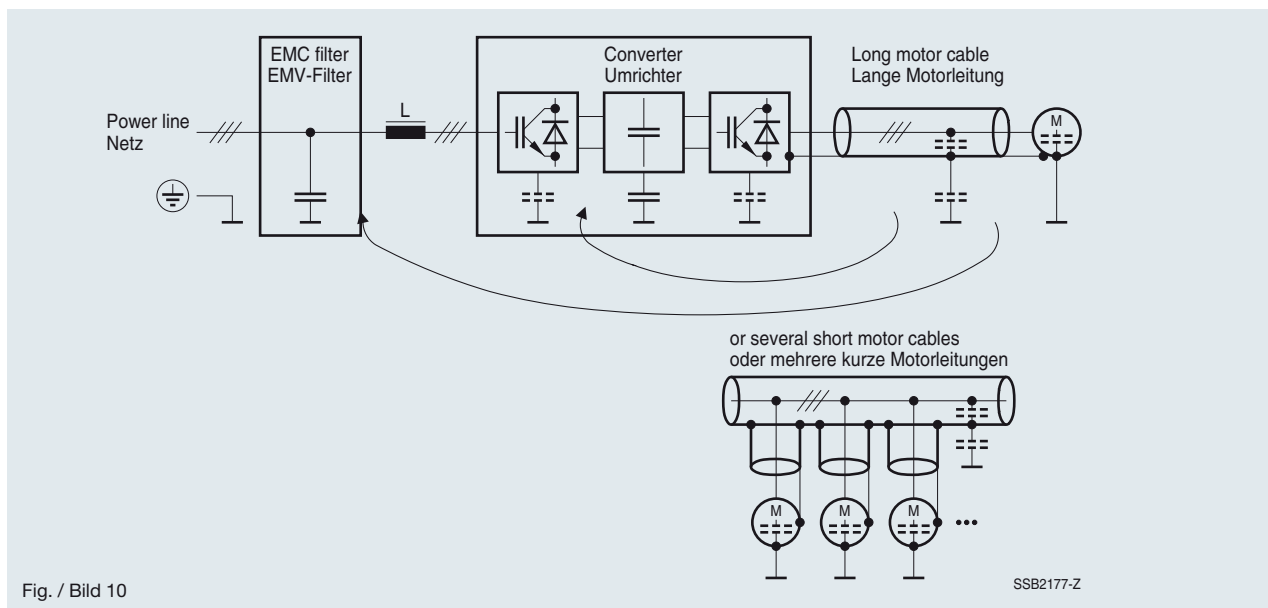 EMC filter
EMV-Filter
Converter
Umrichter
Long motor cable
Lange Motorleitung
Power line
Netz
L
M
or several short motor cables
oder mehrere kurze Motorleitungen
M
M
M
Fig. / Bild 10
SSB2177-Z